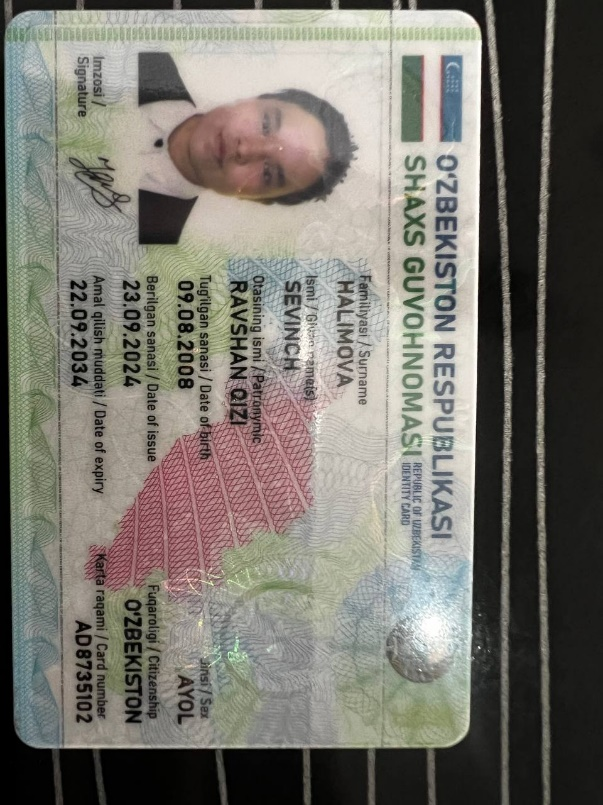 O‘ZBEKISTON RESPUBLIKASI
SHAXS GUVOHNOMASI
REPUBLIC OF UZBEKISTAN
IDENTITY CARD
Familiyasi / Surname
HALIMOVA
Ismi / Given name(s)
SEVINCH
Otasining ismi / Patronymic
RAVSHAN QIZI
Tug‘ilgan sanasi / Date of birth
09.08.2008
Jinsi / Sex
AYOL
Berilgan sanasi / Date of issue
23.09.2024
Fuqaroligi / Citizenship
O‘ZBEKISTON
Amal qilish muddati / Date of expiry
22.09.2034
Karta raqami / Card number
AD8735102
Imzosi /
Signature